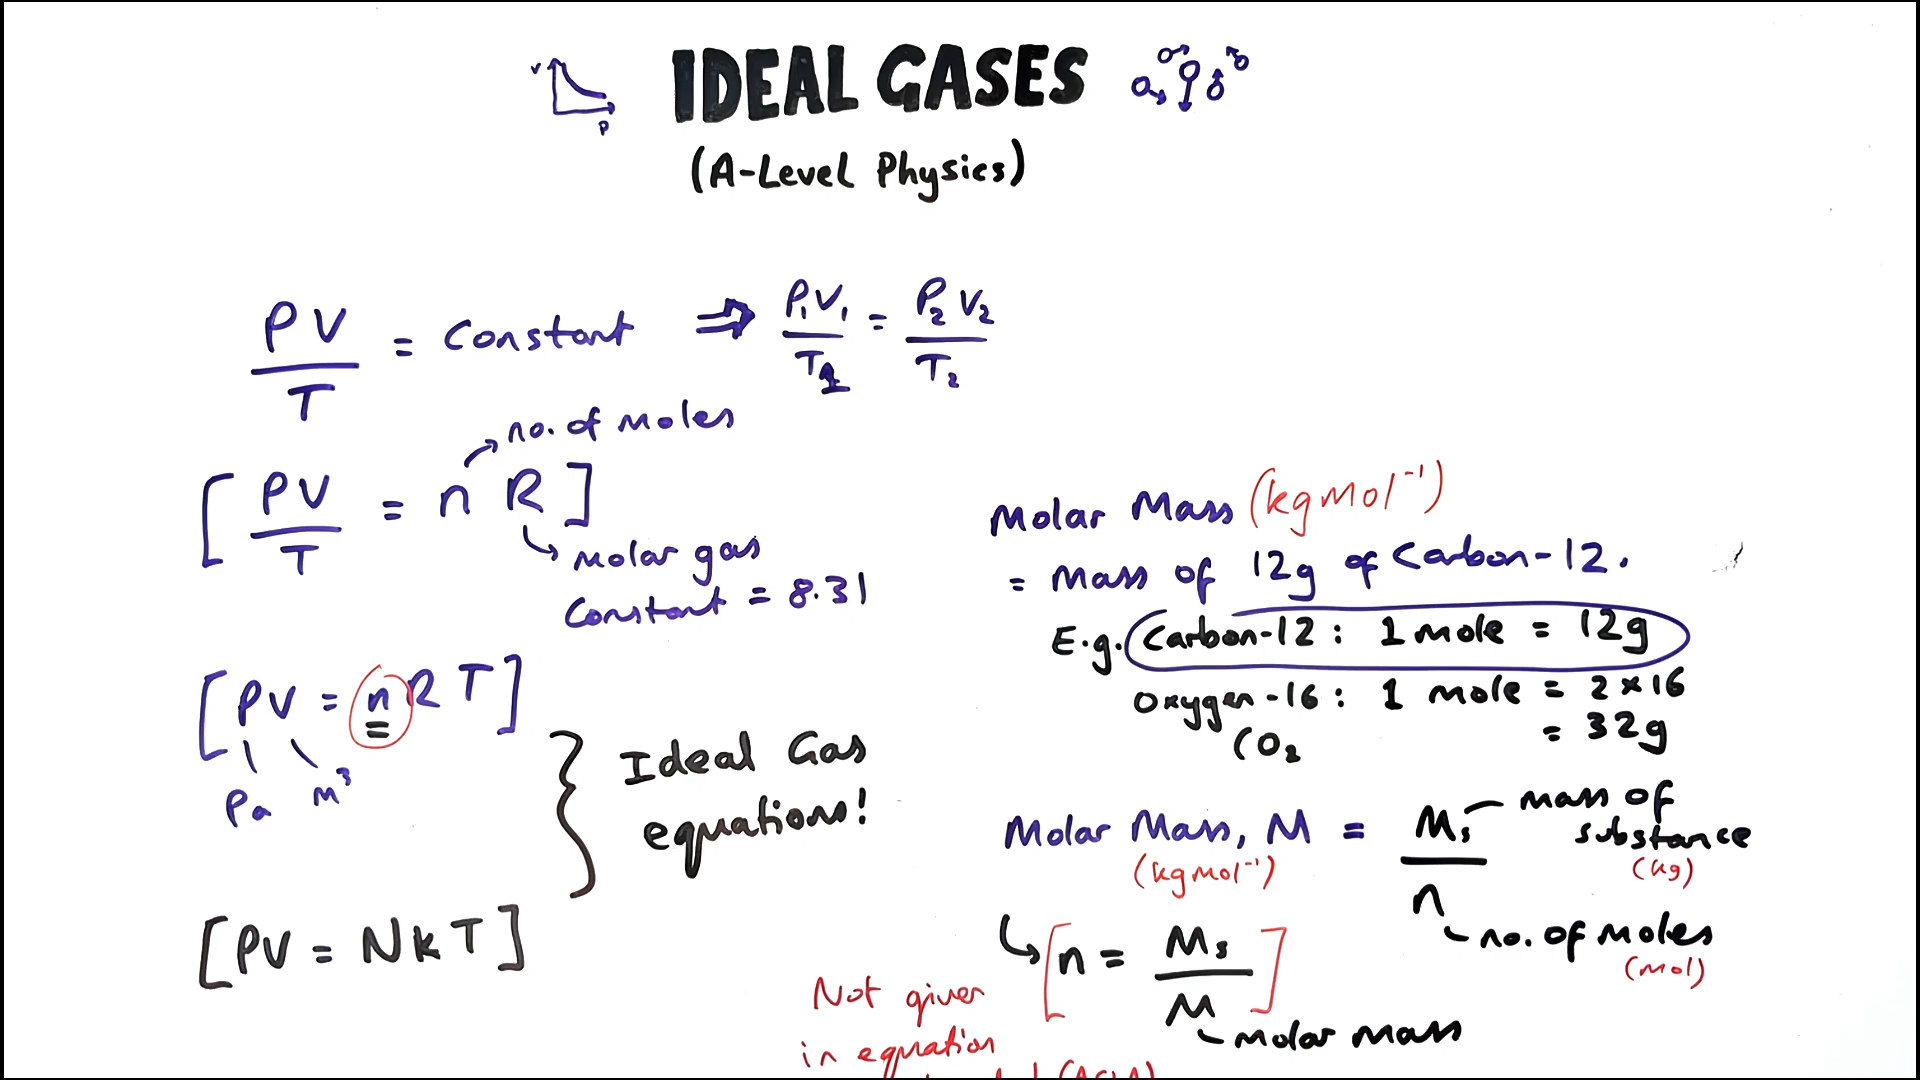 IDEAL GASES
(A-Level Physics)
V
P
PV/T = Constant ⇒ P₁V₁/T₁ = P₂V₂/T₂
[PV/T = nR]
no. of moles
molar gas
constant = 8.31
[PV = nRT]
Pa m³
Ideal Gas
equations!
[PV = NkT]
Molar Mass (kgmol⁻¹)
= Mass of 12g of Carbon-12.
E.g. Carbon-12: 1 mole = 12g
Oxygen-16: 1 mole = 2×16
(O₂ = 32g
Molar Mass, M = Ms/n
(kgmol⁻¹)
mass of
substance
(kg)
no. of moles
(mol)
[n = Ms/M]
molar mass
Not given
in equation